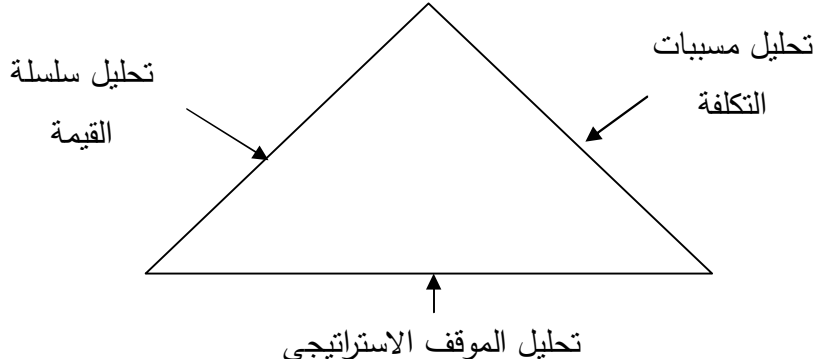 تحليل مسببات
التكلفة
تحليل سلسلة
القيمة
تحليل الموقف الاستراتيجي